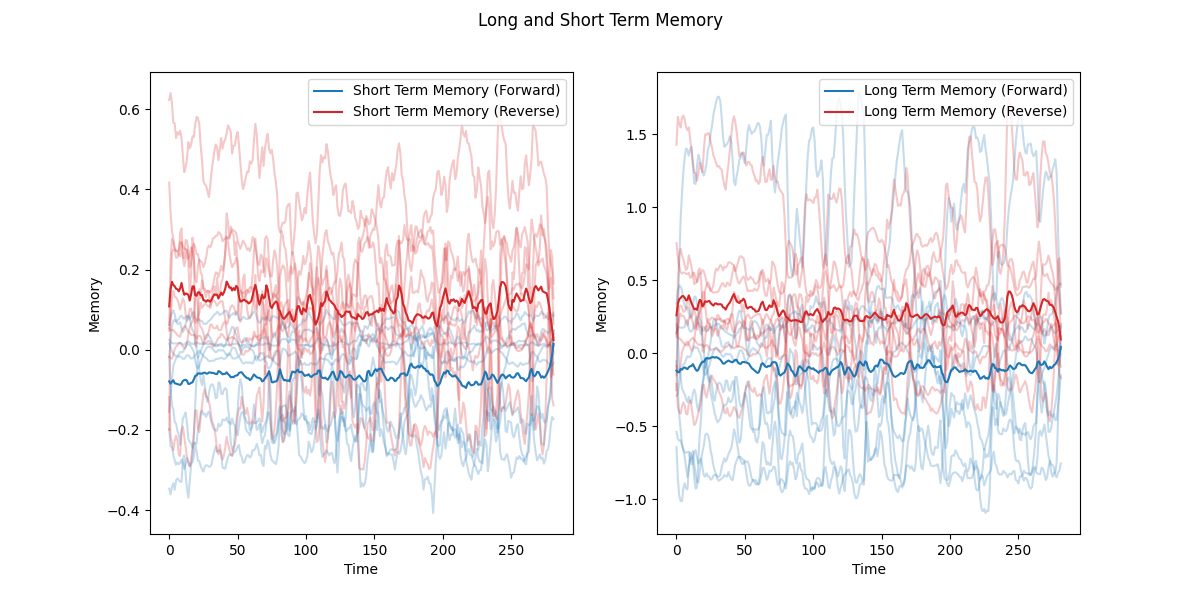 Long and Short Term Memory
Short Term Memory (Forward)
Short Term Memory (Reverse)
0.6
0.4
0.2
0.0
−0.2
−0.4
Memory
0
50
100
150
200
250
Time
Long Term Memory (Forward)
Long Term Memory (Reverse)
1.5
1.0
0.5
0.0
−0.5
−1.0
Memory
0
50
100
150
200
250
Time